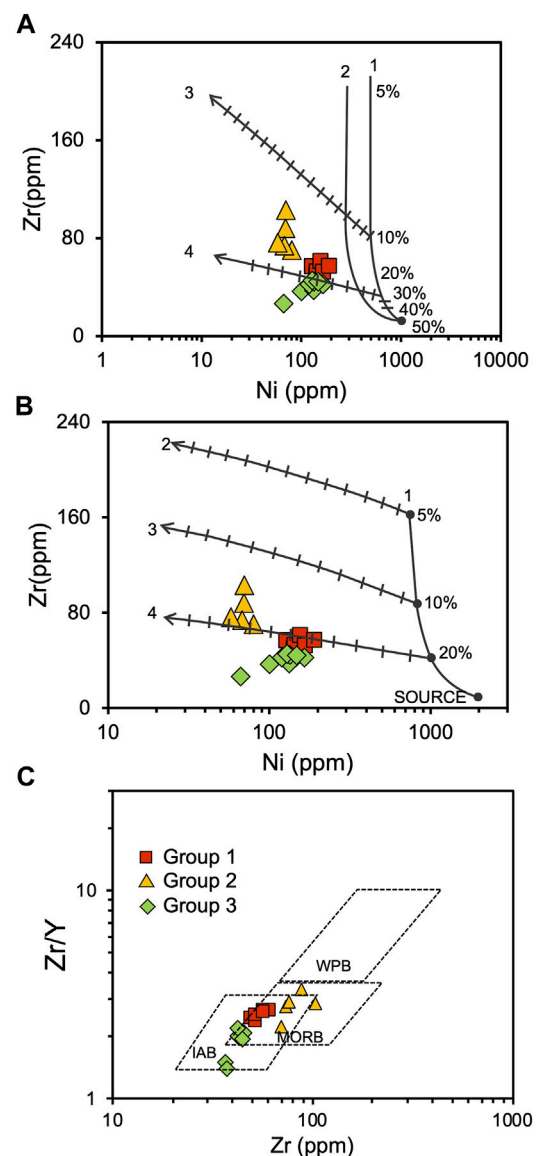 A
240
160
80
0
Zr(ppm)
3
2
1
5%
10%
4
20%
30%
40%
50%
1
10
100
1000
10000
Ni (ppm)
B
240
160
80
0
Zr(ppm)
2
1
5%
3
10%
4
20%
SOURCE
10
100
1000
Ni (ppm)
C
10
1
Zr/Y
Group 1
Group 2
Group 3
WPB
MORB
IAB
10
100
1000
Zr (ppm)